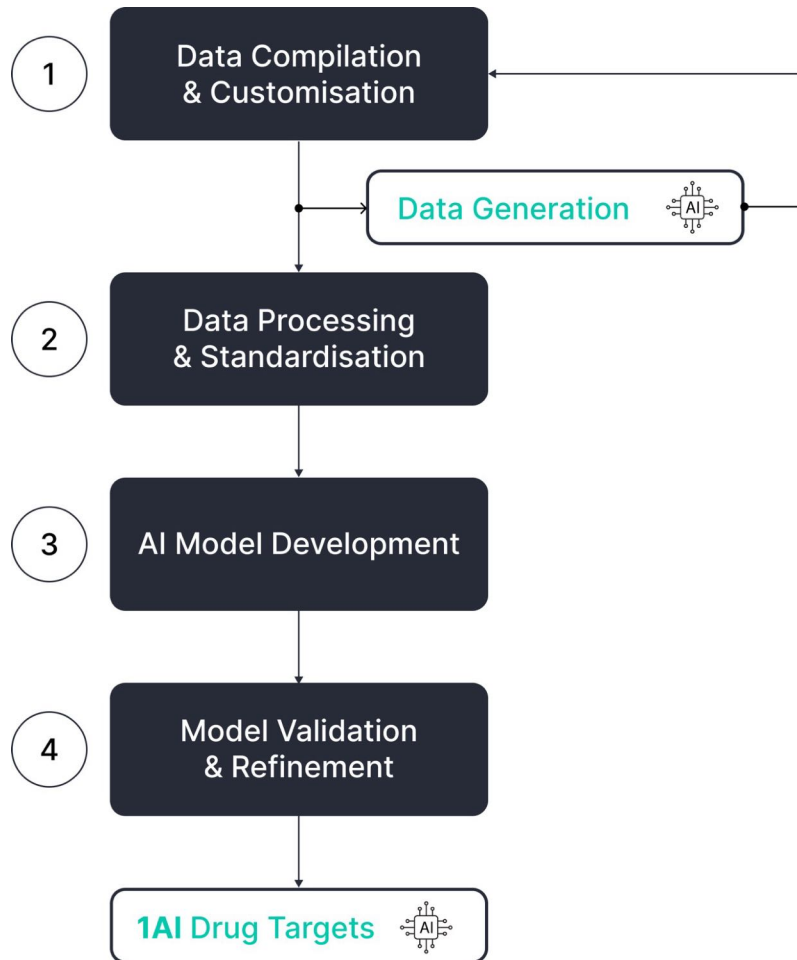 1
Data Compilation
& Customisation
Data Generation
AI
2
Data Processing
& Standardisation
3
AI Model Development
4
Model Validation
& Refinement
1AI Drug Targets
AI